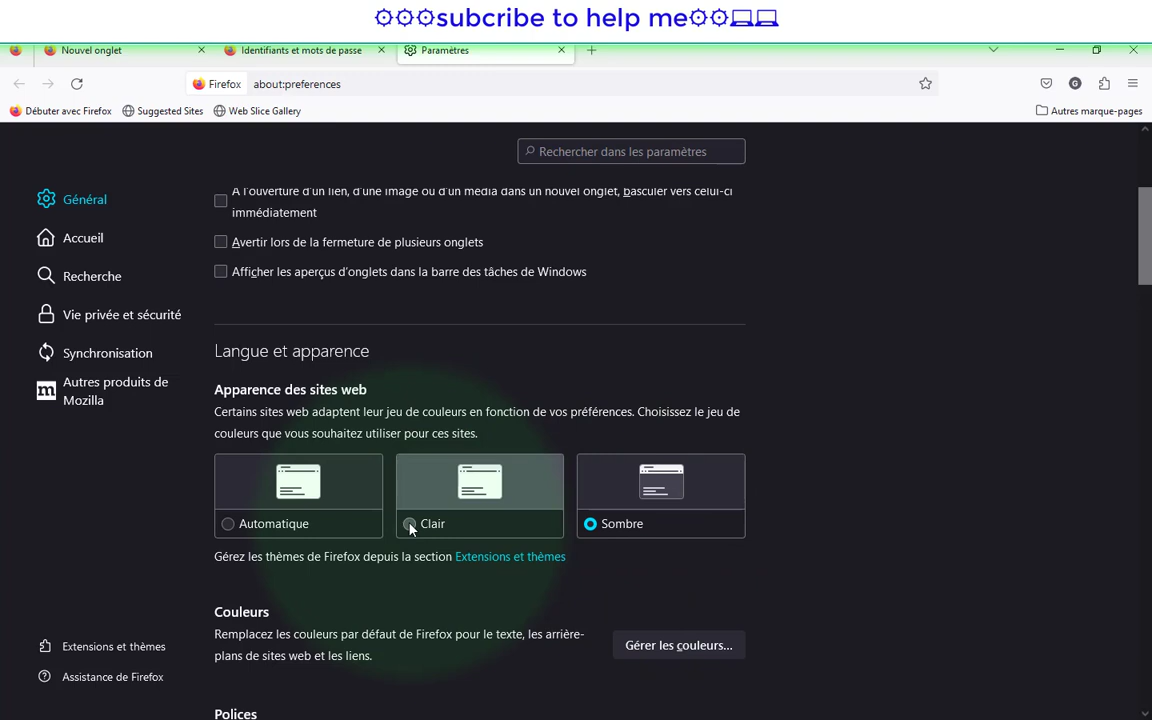 ⚙⚙⚙subcribe to help me⚙⚙💻💻
Nouvel onglet
Identifiants et mots de passe
Paramètres
Firefox
about:preferences
Débuter avec Firefox
Suggested Sites
Web Slice Gallery
Autres marque-pages
Rechercher dans les paramètres
Général
Accueil
Recherche
Vie privée et sécurité
Synchronisation
Autres produits de
Mozilla
À l'ouverture d'un lien, d'une image ou d'un média dans un nouvel onglet, basculer vers celui-ci
immédiatement
Avertir lors de la fermeture de plusieurs onglets
Afficher les aperçus d'onglets dans la barre des tâches de Windows
Langue et apparence
Apparence des sites web
Certains sites web adaptent leur jeu de couleurs en fonction de vos préférences. Choisissez le jeu de
couleurs que vous souhaitez utiliser pour ces sites.
Automatique
Clair
Sombre
Gérez les thèmes de Firefox depuis la section Extensions et thèmes
Couleurs
Remplacez les couleurs par défaut de Firefox pour le texte, les arrière-
plans de sites web et les liens.
Gérer les couleurs...
Extensions et thèmes
Assistance de Firefox
Polices